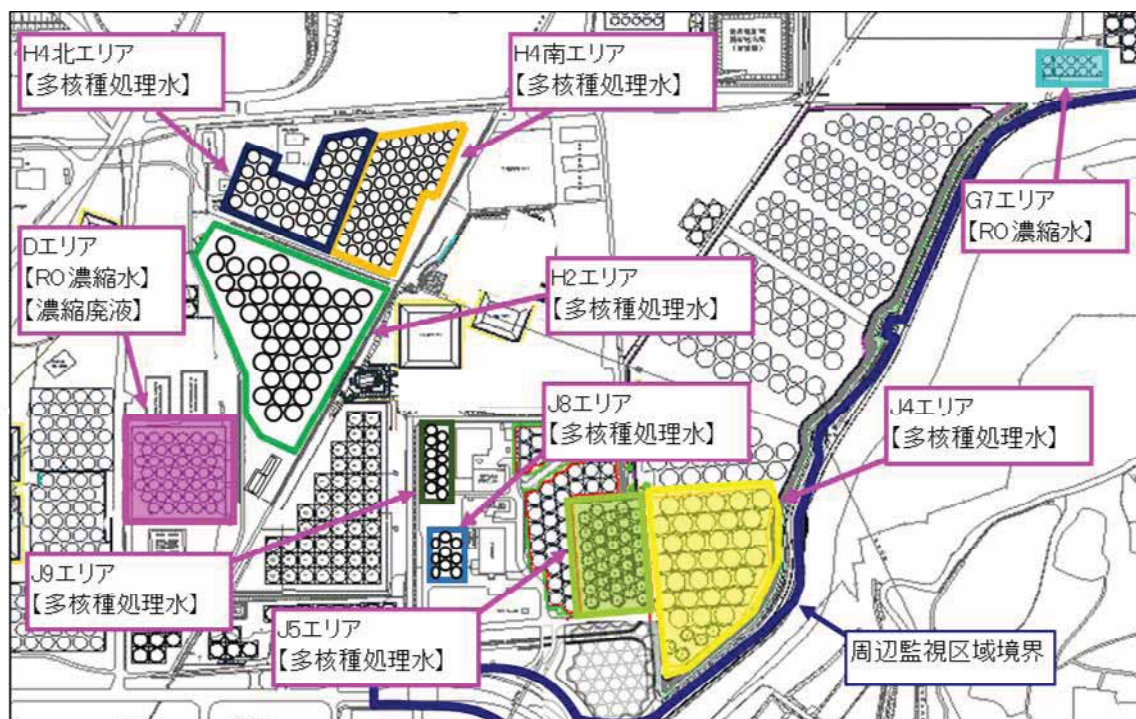 H4北エリア
【多核種処理水】
H4南エリア
【多核種処理水】
G7エリア
【RO濃縮水】
Dエリア
【RO濃縮水】
【濃縮廃液】
H2エリア
【多核種処理水】
J8エリア
【多核種処理水】
J4エリア
【多核種処理水】
J9エリア
【多核種処理水】
J5エリア
【多核種処理水】
周辺監視区域境界